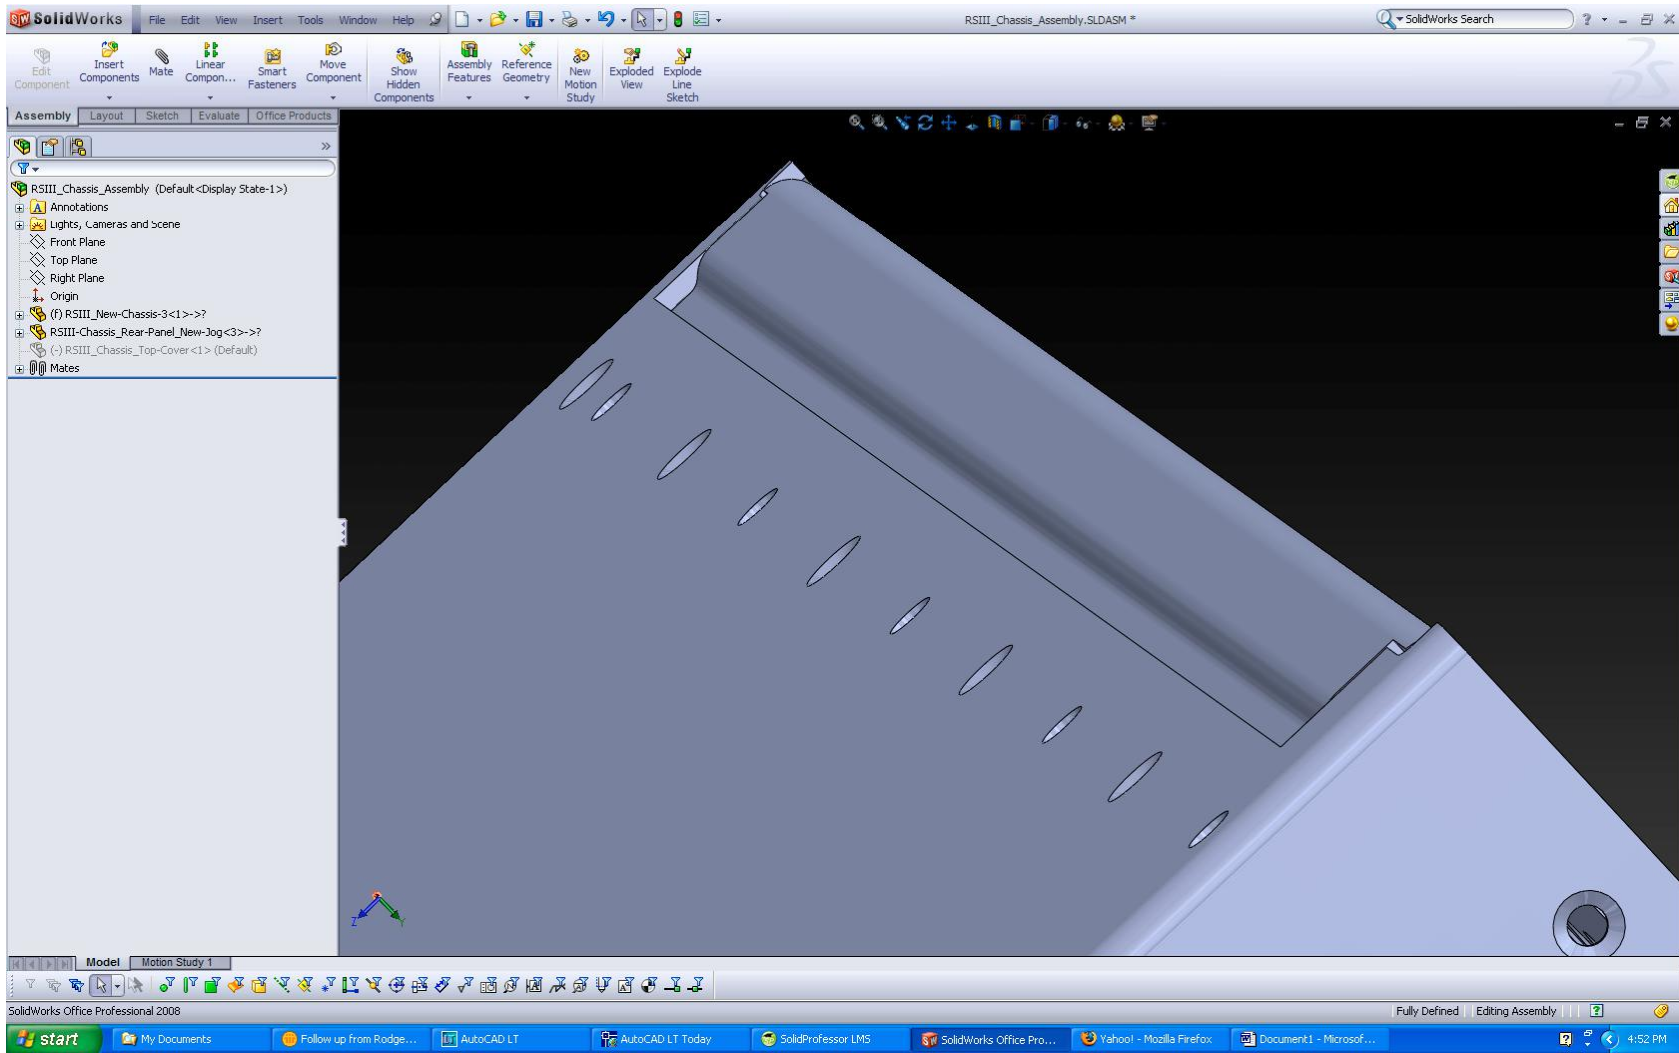 SolidWorks File Edit View Insert Tools Window Help RSIII_Chassis_Assembly.SLDASM * SolidWorks Search
Edit Component
Insert Components
Mate
Linear Compon...
Smart Fasteners
Move Component
Show Hidden Components
Assembly Features
Reference Geometry
New Motion Study
Exploded View
Explode Line Sketch
Assembly Layout Sketch Evaluate Office Products
RSIII_Chassis_Assembly (Default<Display State-1>)
Annotations
Lights, Cameras and Scene
Front Plane
Top Plane
Right Plane
Origin
(f) RSIII_New-Chassis-3<1>->?
RSIII-Chassis_Rear-Panel_New-Jog<3>->?
(-) RSIII_Chassis_Top-Cover<1> (Default)
Mates
Z Y
Model Motion Study 1
SolidWorks Office Professional 2008 Fully Defined Editing Assembly
start My Documents Follow up from Rodge... AutoCAD LT AutoCAD LT Today SolidProfessor LMS SolidWorks Office Pro... Yahoo! - Mozilla Firefox Document1 - Microsof... 4:52 PM